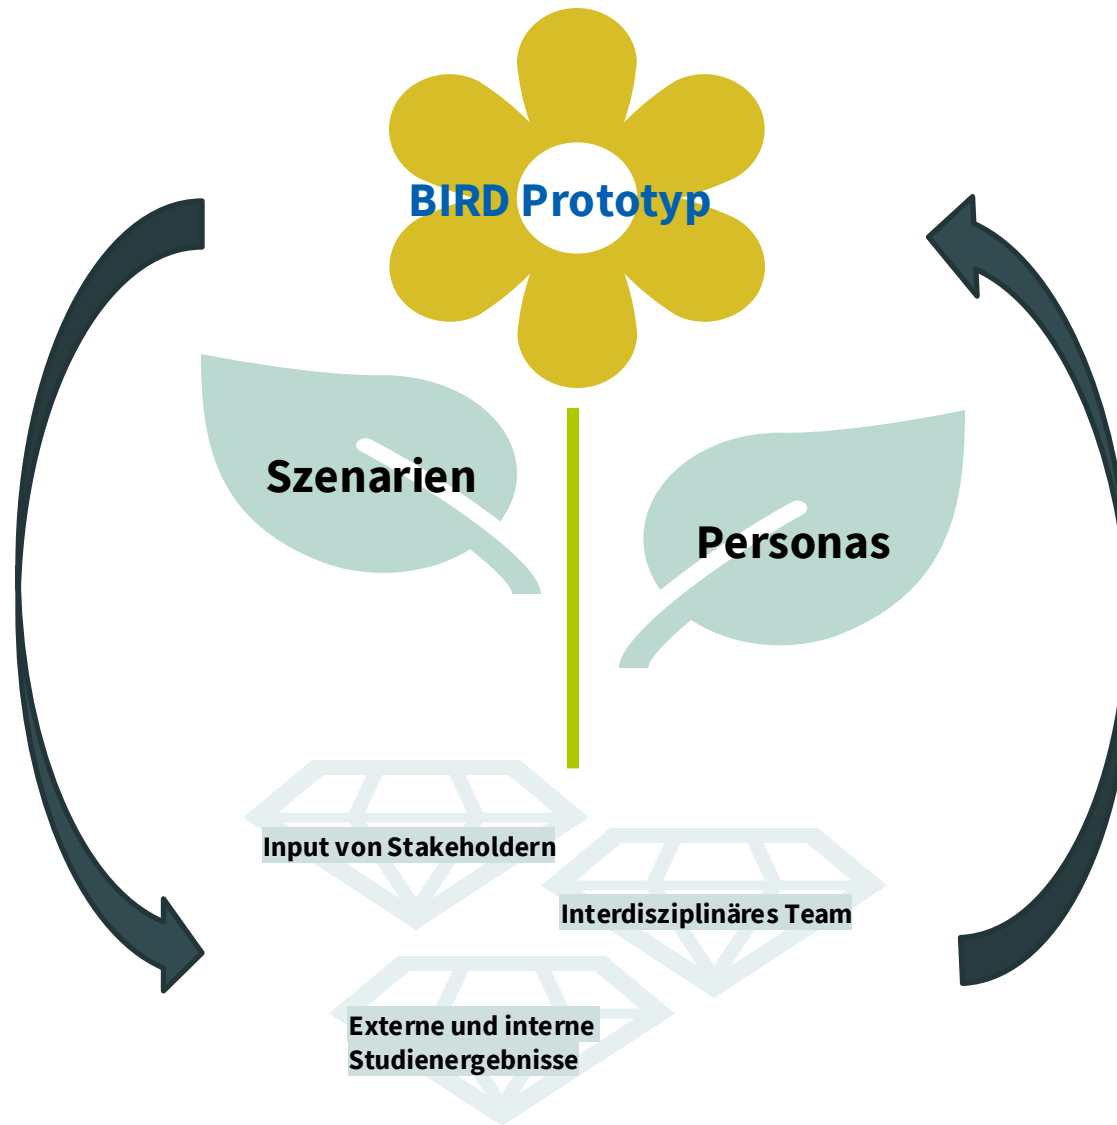 BIRD Prototyp
Szenarien
Personas
Input von Stakeholdern
Interdisziplinäres Team
Externe und interne
Studienergebnisse